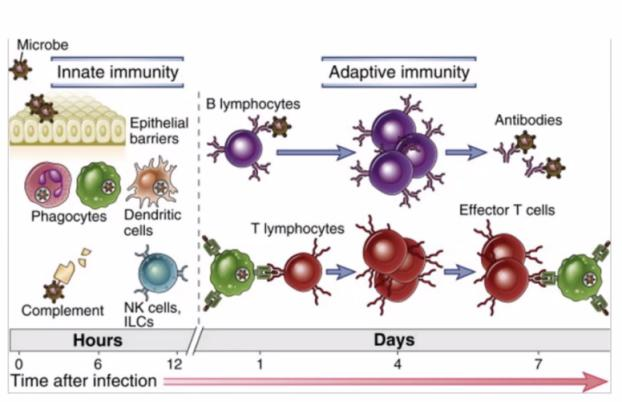 Microbe
Innate immunity
Adaptive immunity
B lymphocytes
Antibodies
Epithelial
barriers
Phagocytes
Dendritic
cells
T lymphocytes
Effector T cells
Complement
NK cells,
ILCs
Hours
Days
0 6 12 1 4 7
Time after infection